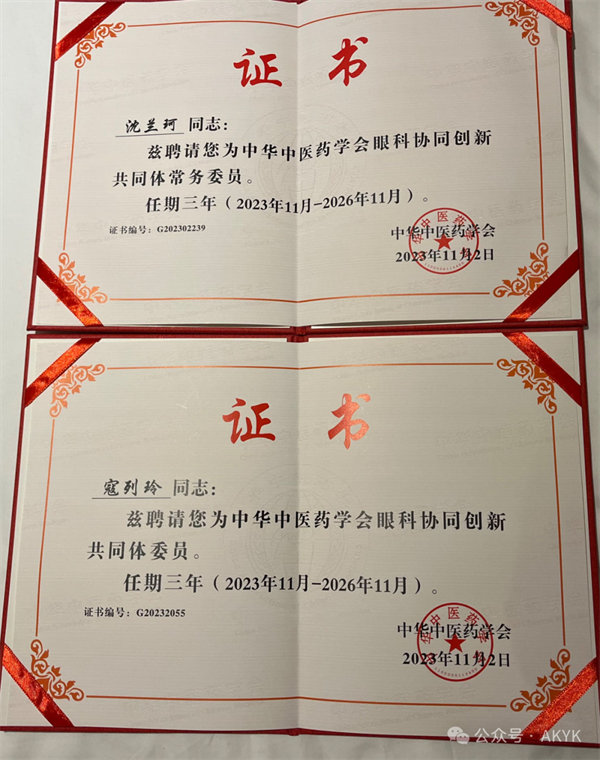 证书
沈兰珂 同志：
兹聘请您为中华中医药学会眼科协同创新
共同体常务委员。
任期三年（2023年11月-2026年11月）。
证书编号：G202302239
中华中医药学会
2023年11月2日
证书
寇列玲 同志：
兹聘请您为中华中医药学会眼科协同创新
共同体委员。
任期三年（2023年11月-2026年11月）。
证书编号：G20232055
中华中医药学会
2023年11月2日
公众号·AKYK